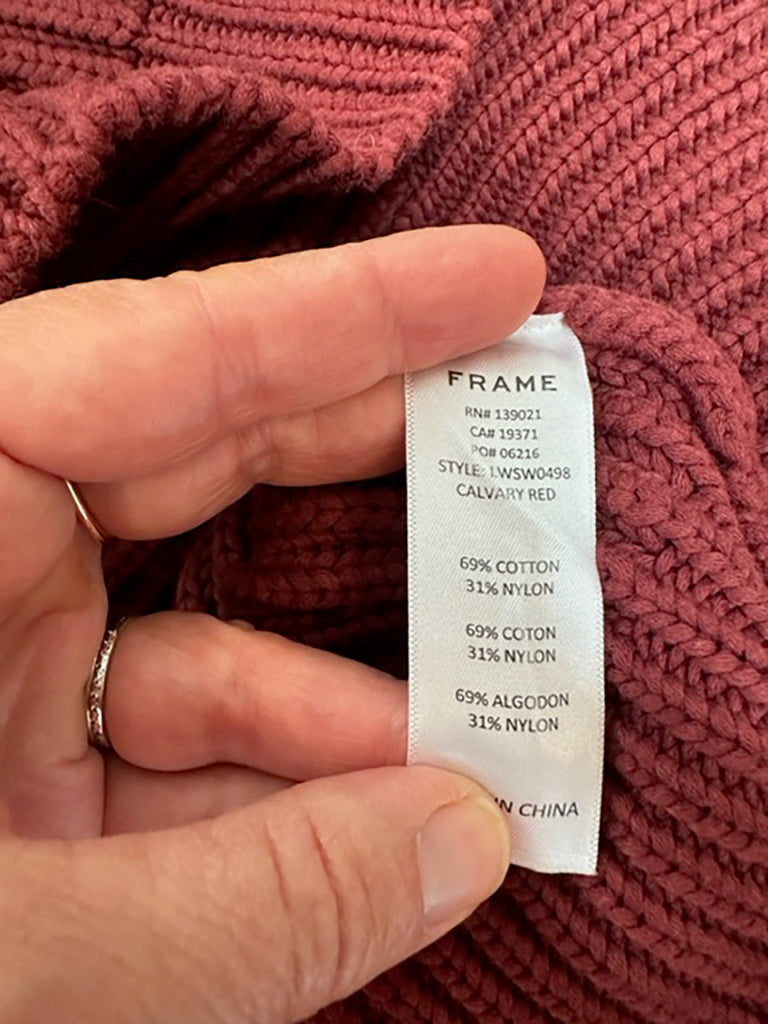 FRAME
RN# 139021
CA# 19371
PO# 06216
STYLE: LWSW0498
CALVARY RED
69% COTTON
31% NYLON
69% COTON
31% NYLON
69% ALGODON
31% NYLON
IN CHINA